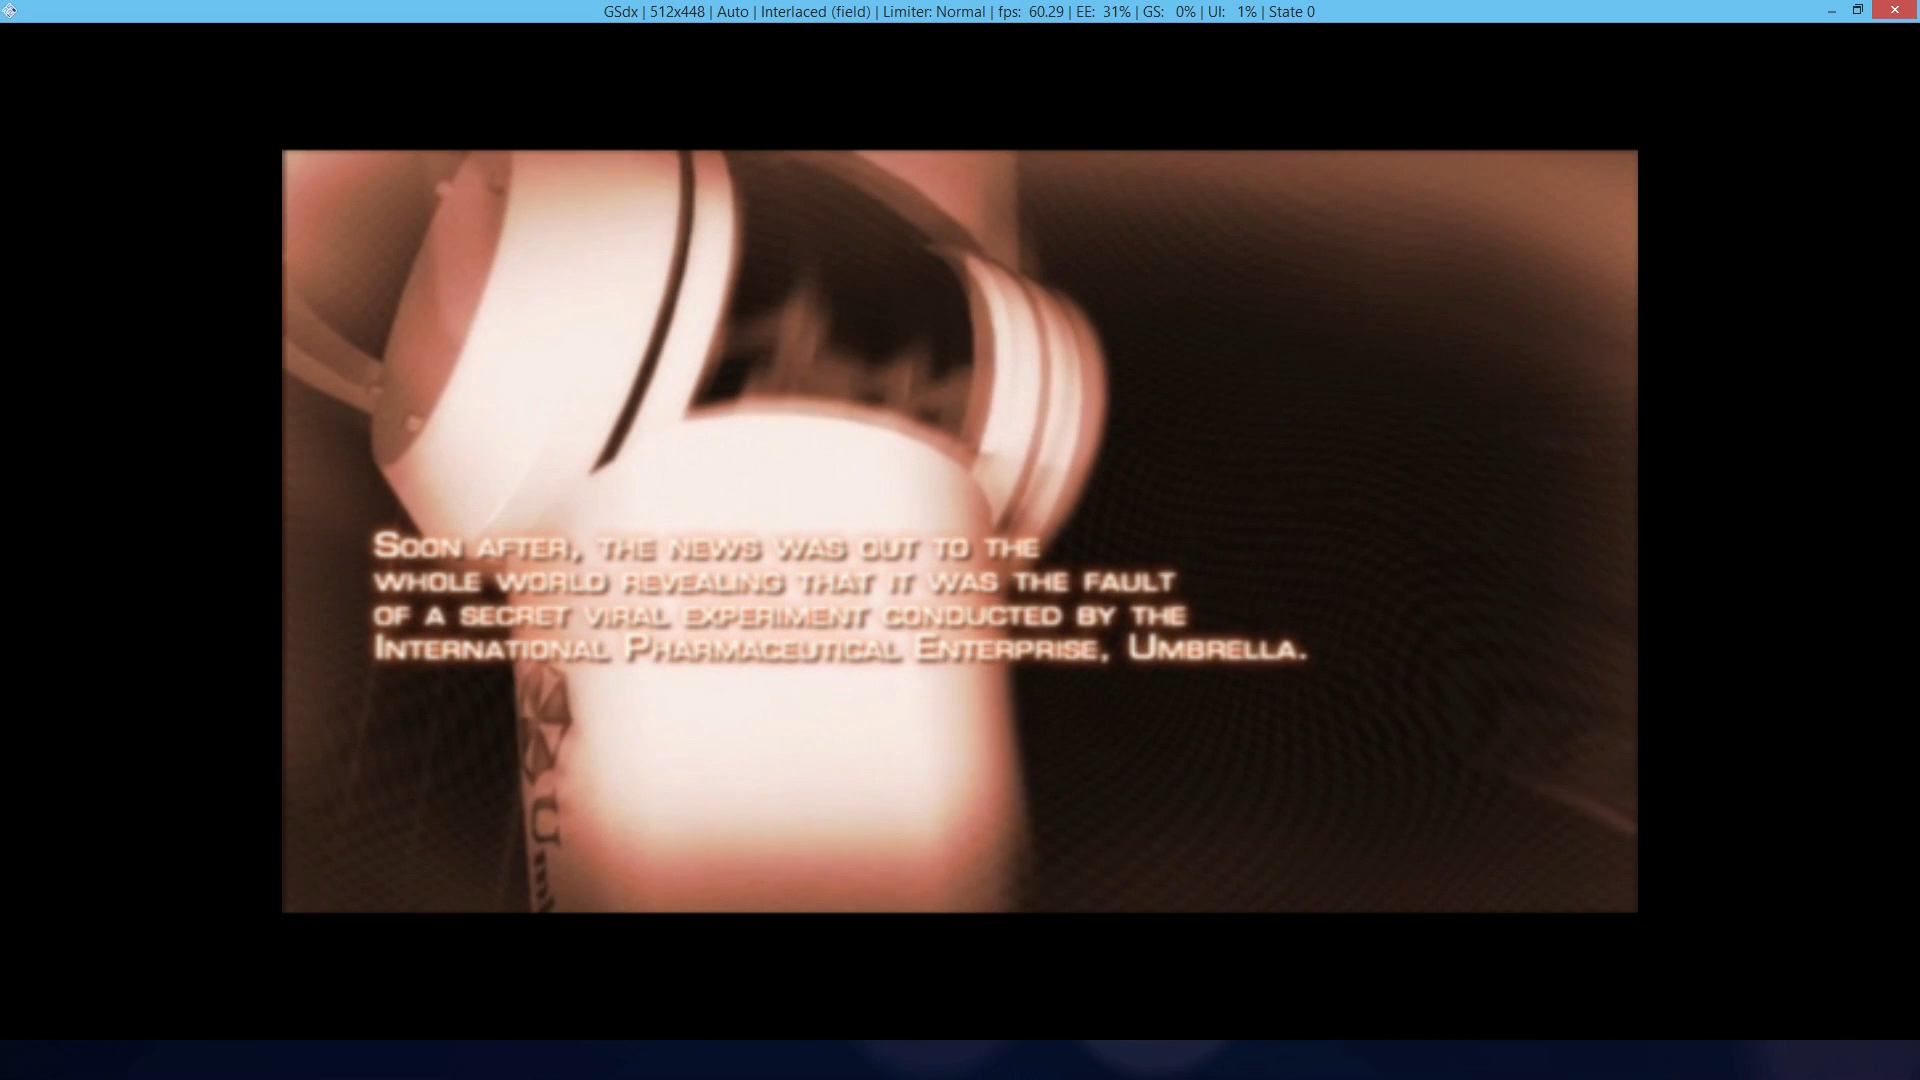 GSdx | 512x448 | Auto | Interlaced (field) | Limiter: Normal | fps: 60.29 | EE: 31% | GS: 0% | UI: 1% | State 0
SOON AFTER, THE NEWS WAS OUT TO THE
WHOLE WORLD REVEALING THAT IT WAS THE FAULT
OF A SECRET VIRAL EXPERIMENT CONDUCTED BY THE
INTERNATIONAL PHARMACEUTICAL ENTERPRISE, UMBRELLA.